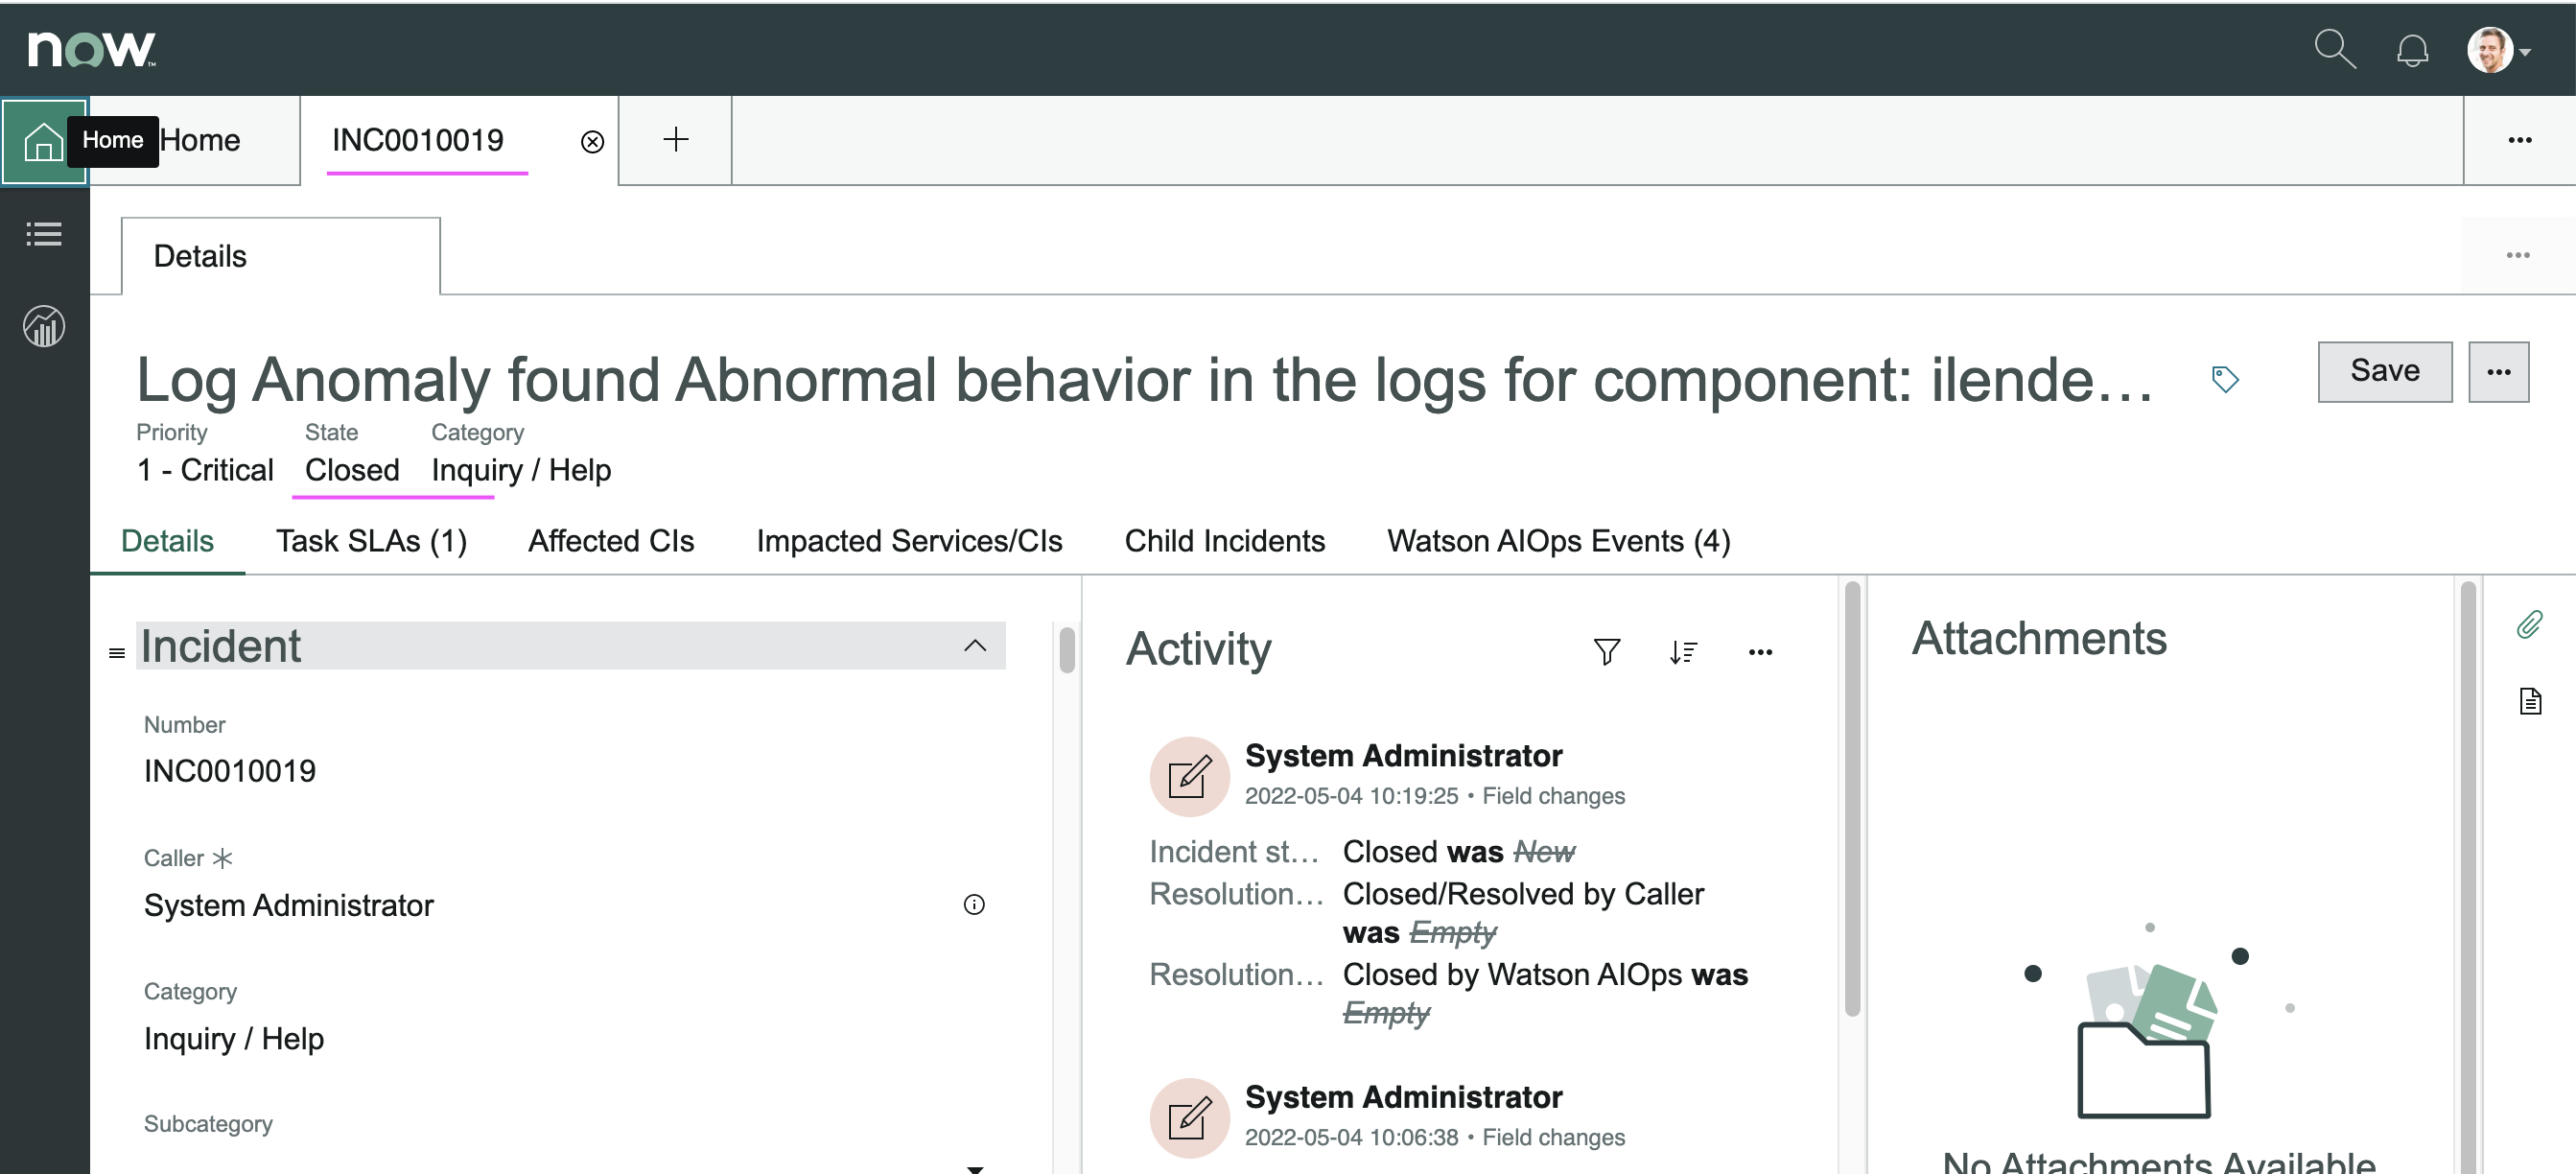 now
Home
Home
INC0010019
Details
Log Anomaly found Abnormal behavior in the logs for component: ilende...
Save
Priority
State
Category
1 - Critical
Closed
Inquiry / Help
Details
Task SLAs (1)
Affected CIs
Impacted Services/CIs
Child Incidents
Watson AIOps Events (4)
Incident
Number
INC0010019
Caller
System Administrator
Category
Inquiry / Help
Subcategory
Activity
System Administrator
2022-05-04 10:19:25 • Field changes
Incident st... Closed was New
Resolution... Closed/Resolved by Caller
was Empty
Resolution... Closed by Watson AIOps was
Empty
System Administrator
2022-05-04 10:06:38 • Field changes
Attachments
No Attachments Available